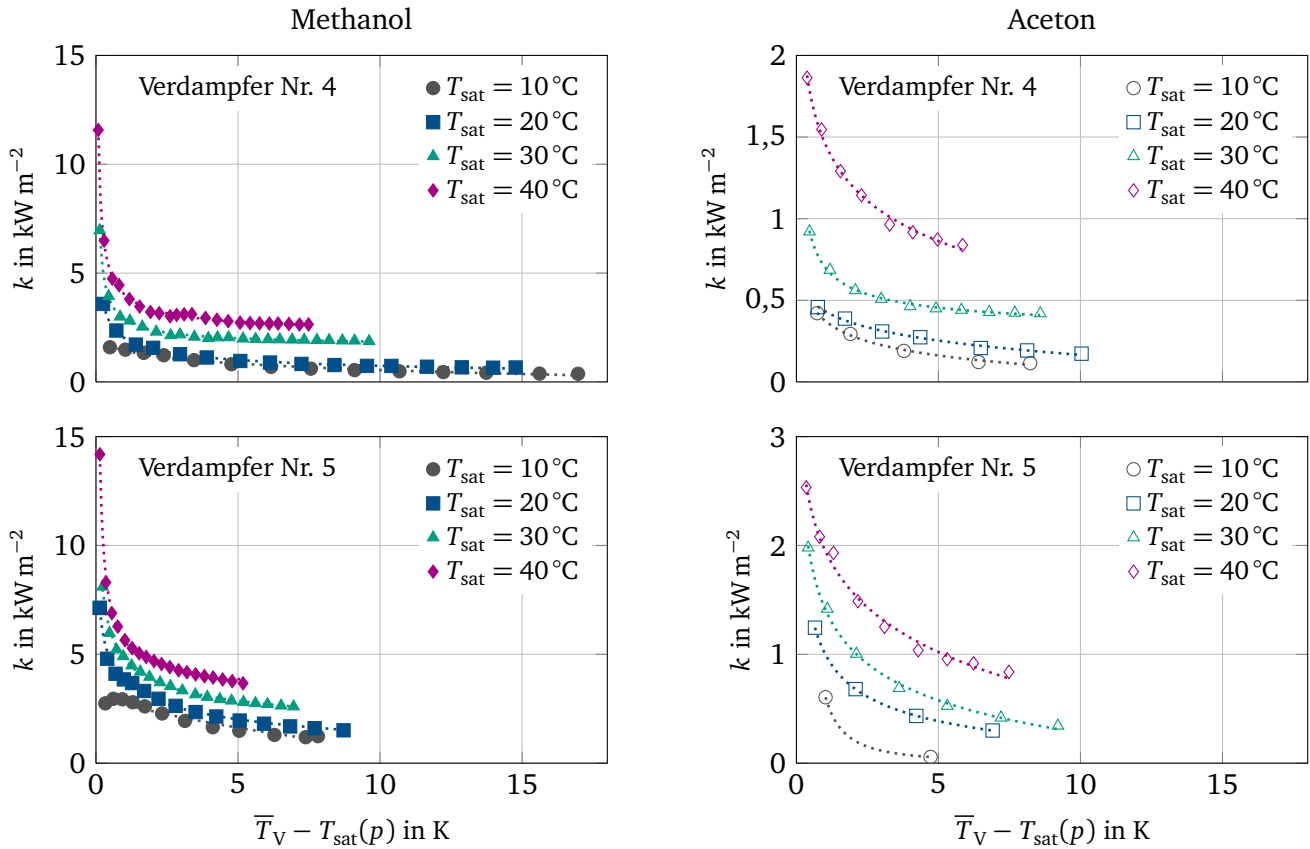 Methanol
15
10
5
0
k in kW m⁻²
Verdampfer Nr. 4
T_sat = 10 °C
T_sat = 20 °C
T_sat = 30 °C
T_sat = 40 °C
Aceton
2
1,5
1
0,5
0
k in kW m⁻²
Verdampfer Nr. 4
T_sat = 10 °C
T_sat = 20 °C
T_sat = 30 °C
T_sat = 40 °C
15
10
5
0
k in kW m⁻²
Verdampfer Nr. 5
T_sat = 10 °C
T_sat = 20 °C
T_sat = 30 °C
T_sat = 40 °C
0 5 10 15
T̅_V − T_sat(p) in K
3
2
1
0
k in kW m⁻²
Verdampfer Nr. 5
T_sat = 10 °C
T_sat = 20 °C
T_sat = 30 °C
T_sat = 40 °C
0 5 10 15
T̅_V − T_sat(p) in K